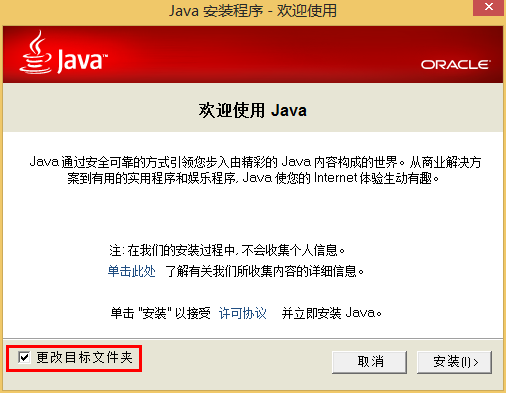 Java 安装程序 - 欢迎使用
Java™
ORACLE®
欢迎使用 Java
Java 通过安全可靠的方式引领您步入由精彩的 Java 内容构成的世界。从商业解决方
案到有用的实用程序和娱乐程序, Java 使您的 Internet 体验生动有趣。
注: 在我们的安装过程中, 不会收集个人信息。
单击此处 了解有关我们所收集内容的详细信息。
单击 "安装" 以接受 许可协议 并立即安装 Java。
更改目标文件夹
取消
安装(I)>